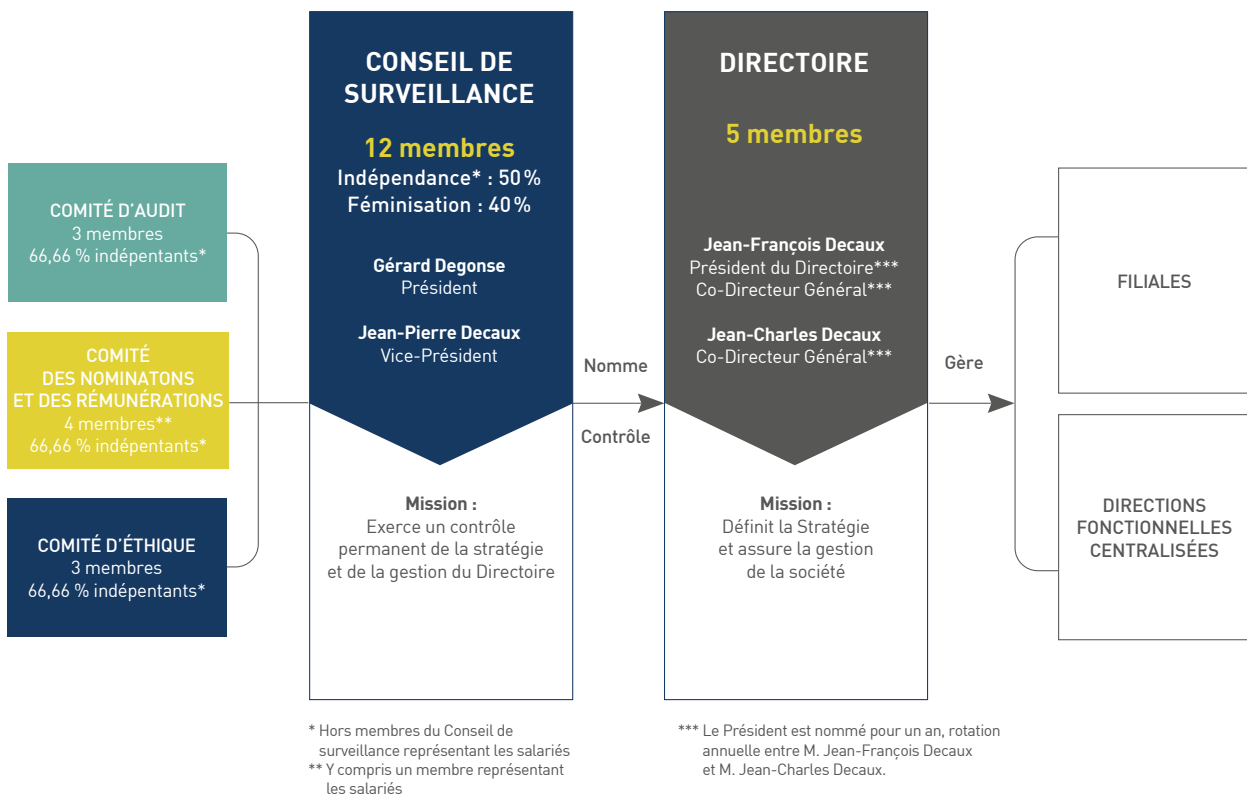 COMITÉ D'AUDIT
3 membres
66,66 % indépentants*
COMITÉ
DES NOMINATONS
ET DES RÉMUNÉRATIONS
4 membres**
66,66 % indépentants*
COMITÉ D'ÉTHIQUE
3 membres
66,66 % indépentants*
CONSEIL DE
SURVEILLANCE
12 membres
Indépendance* : 50%
Féminisation : 40%
Gérard Degonse
Président
Jean-Pierre Decaux
Vice-Président
Mission :
Exerce un contrôle
permanent de la stratégie
et de la gestion du Directoire
Nomme
Contrôle
DIRECTOIRE
5 membres
Jean-François Decaux
Président du Directoire***
Co-Directeur Général***
Jean-Charles Decaux
Co-Directeur Général***
Mission :
Définit la Stratégie
et assure la gestion
de la société
Gère
FILIALES
DIRECTIONS
FONCTIONNELLES
CENTRALISÉES
* Hors membres du Conseil de
surveillance représentant les salariés
** Y compris un membre représentant
les salariés
*** Le Président est nommé pour un an, rotation
annuelle entre M. Jean-François Decaux
et M. Jean-Charles Decaux.